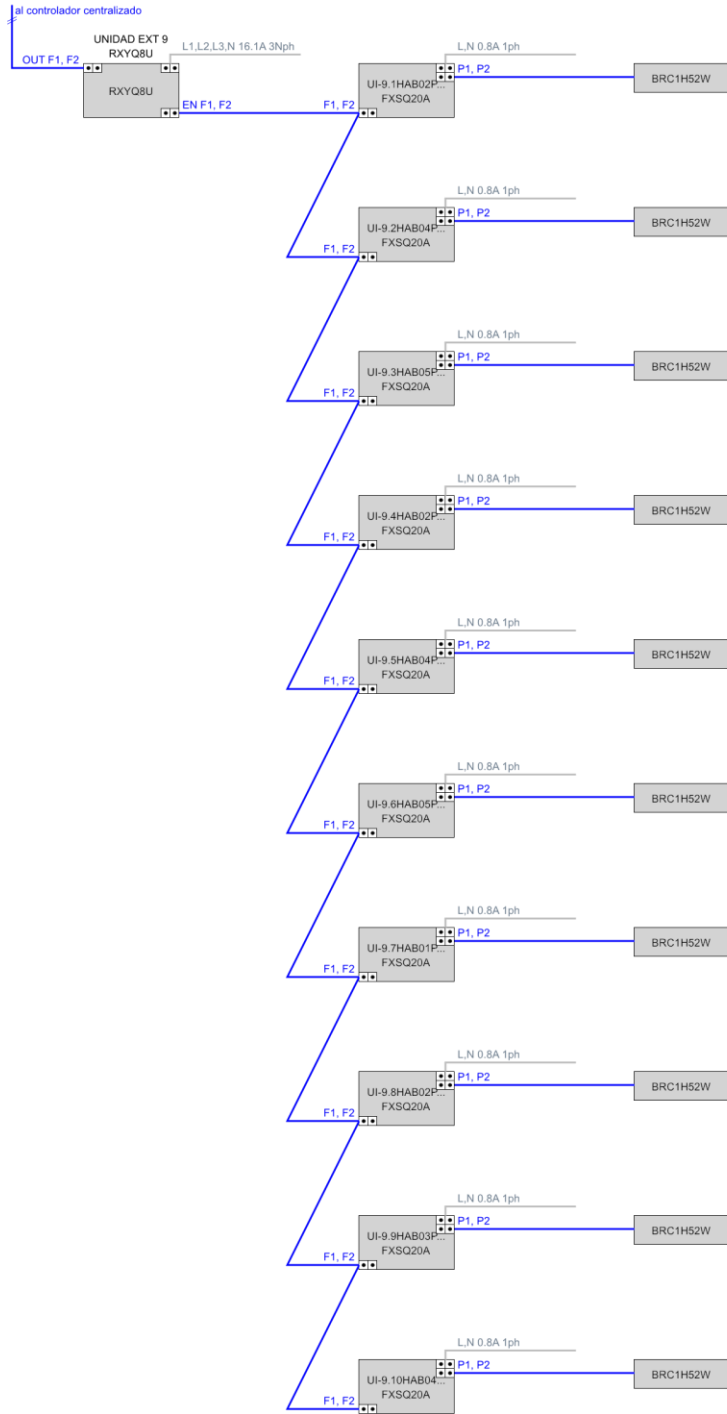 al controlador centralizado
UNIDAD EXT 9
RXYQ8U
L1,L2,L3,N 16.1A 3Nph
OUT F1, F2
RXYQ8U
EN F1, F2
L,N 0.8A 1ph
P1, P2
UI-9.1HAB02P...
FXSQ20A
F1, F2
BRC1H52W
L,N 0.8A 1ph
P1, P2
UI-9.2HAB04P...
FXSQ20A
F1, F2
BRC1H52W
L,N 0.8A 1ph
P1, P2
UI-9.3HAB05P...
FXSQ20A
F1, F2
BRC1H52W
L,N 0.8A 1ph
P1, P2
UI-9.4HAB02P...
FXSQ20A
F1, F2
BRC1H52W
L,N 0.8A 1ph
P1, P2
UI-9.5HAB04P...
FXSQ20A
F1, F2
BRC1H52W
L,N 0.8A 1ph
P1, P2
UI-9.6HAB05P...
FXSQ20A
F1, F2
BRC1H52W
L,N 0.8A 1ph
P1, P2
UI-9.7HAB01P...
FXSQ20A
F1, F2
BRC1H52W
L,N 0.8A 1ph
P1, P2
UI-9.8HAB02P...
FXSQ20A
F1, F2
BRC1H52W
L,N 0.8A 1ph
P1, P2
UI-9.9HAB03P...
FXSQ20A
F1, F2
BRC1H52W
L,N 0.8A 1ph
P1, P2
UI-9.10HAB04...
FXSQ20A
F1, F2
BRC1H52W